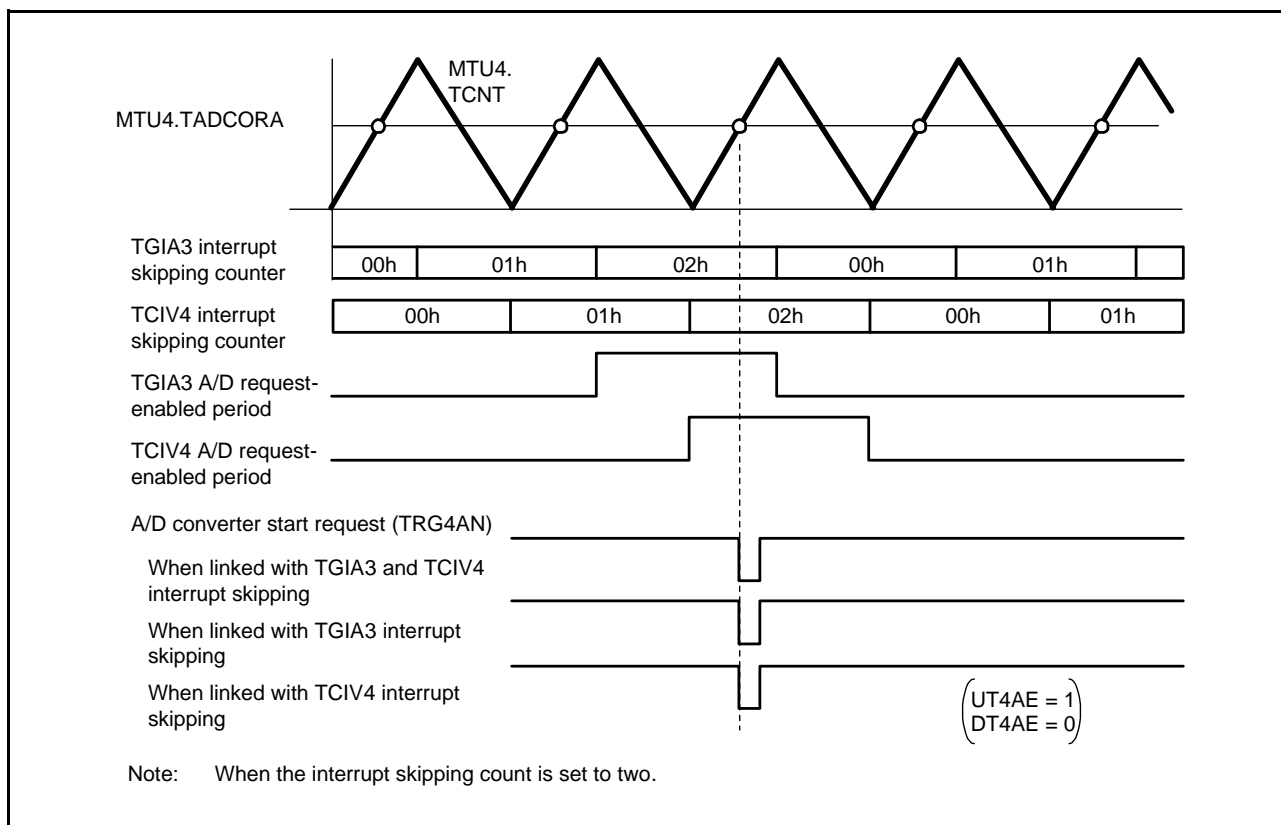 MTU4.
TCNT
MTU4.TADCORA
TGIA3 interrupt
skipping counter
00h 01h 02h 00h 01h
TCIV4 interrupt
skipping counter
00h 01h 02h 00h 01h
TGIA3 A/D request-
enabled period
TCIV4 A/D request-
enabled period
A/D converter start request (TRG4AN)
When linked with TGIA3 and TCIV4
interrupt skipping
When linked with TGIA3 interrupt
skipping
When linked with TCIV4 interrupt
skipping
UT4AE = 1
DT4AE = 0
Note: When the interrupt skipping count is set to two.